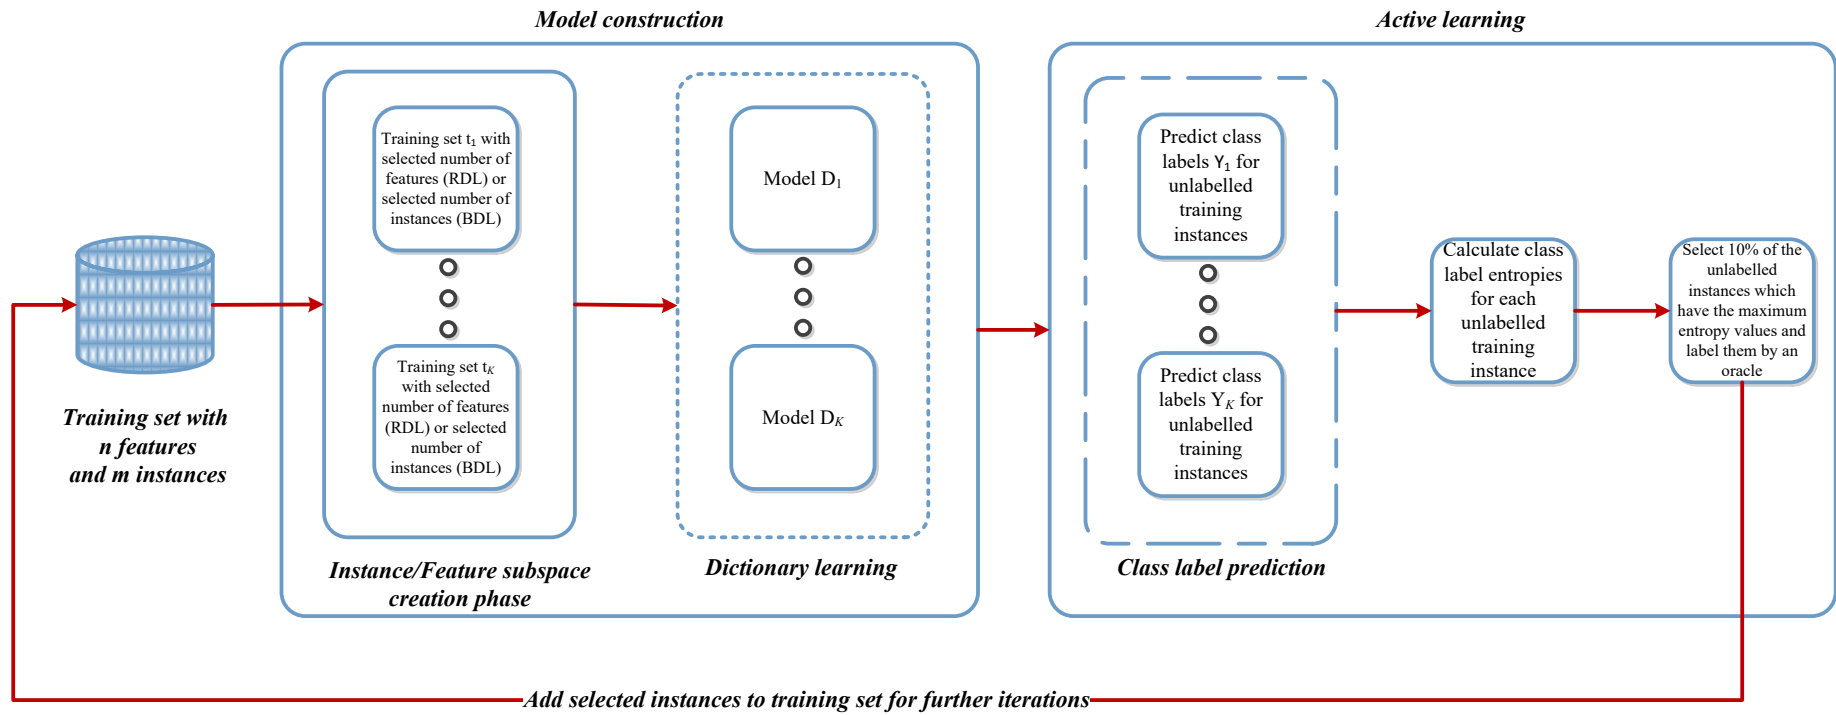 Model construction
Active learning
Training set t₁ with
selected number of
features (RDL) or
selected number of
instances (BDL)
Training set t_K
with selected
number of features
(RDL) or selected
number of
instances (BDL)
Model D₁
Model D_K
Predict class
labels Y₁ for
unlabelled
training
instances
Predict class
labels Y_K for
unlabelled
training
instances
Calculate class
label entropies
for each
unlabelled
training
instance
Select 10% of the
unlabelled
instances which
have the maximum
entropy values and
label them by an
oracle
Training set with
n features
and m instances
Instance/Feature subspace
creation phase
Dictionary learning
Class label prediction
Add selected instances to training set for further iterations